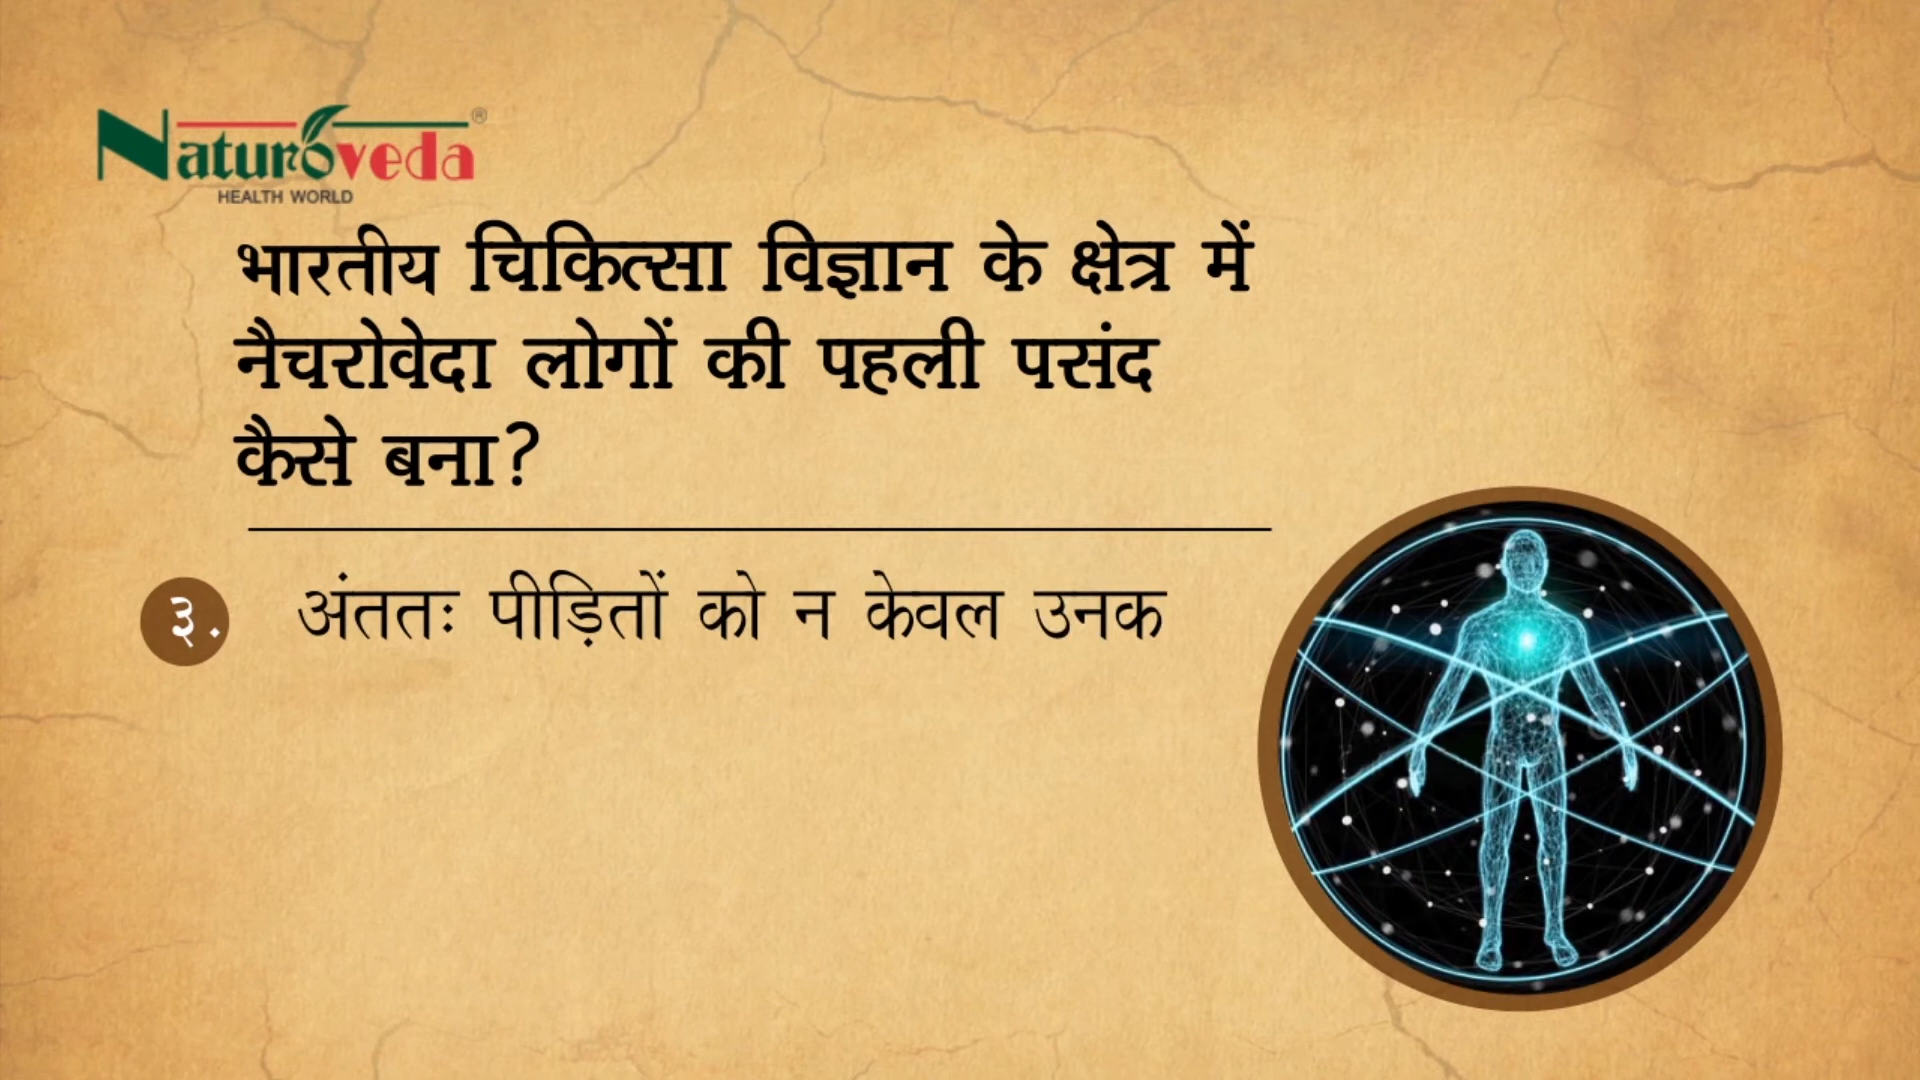 Naturoveda ®
HEALTH WORLD
भारतीय चिकित्सा विज्ञान के क्षेत्र में
नैचरोवेदा लोगों की पहली पसंद
कैसे बना?
३. अंततः पीड़ितों को न केवल उनक